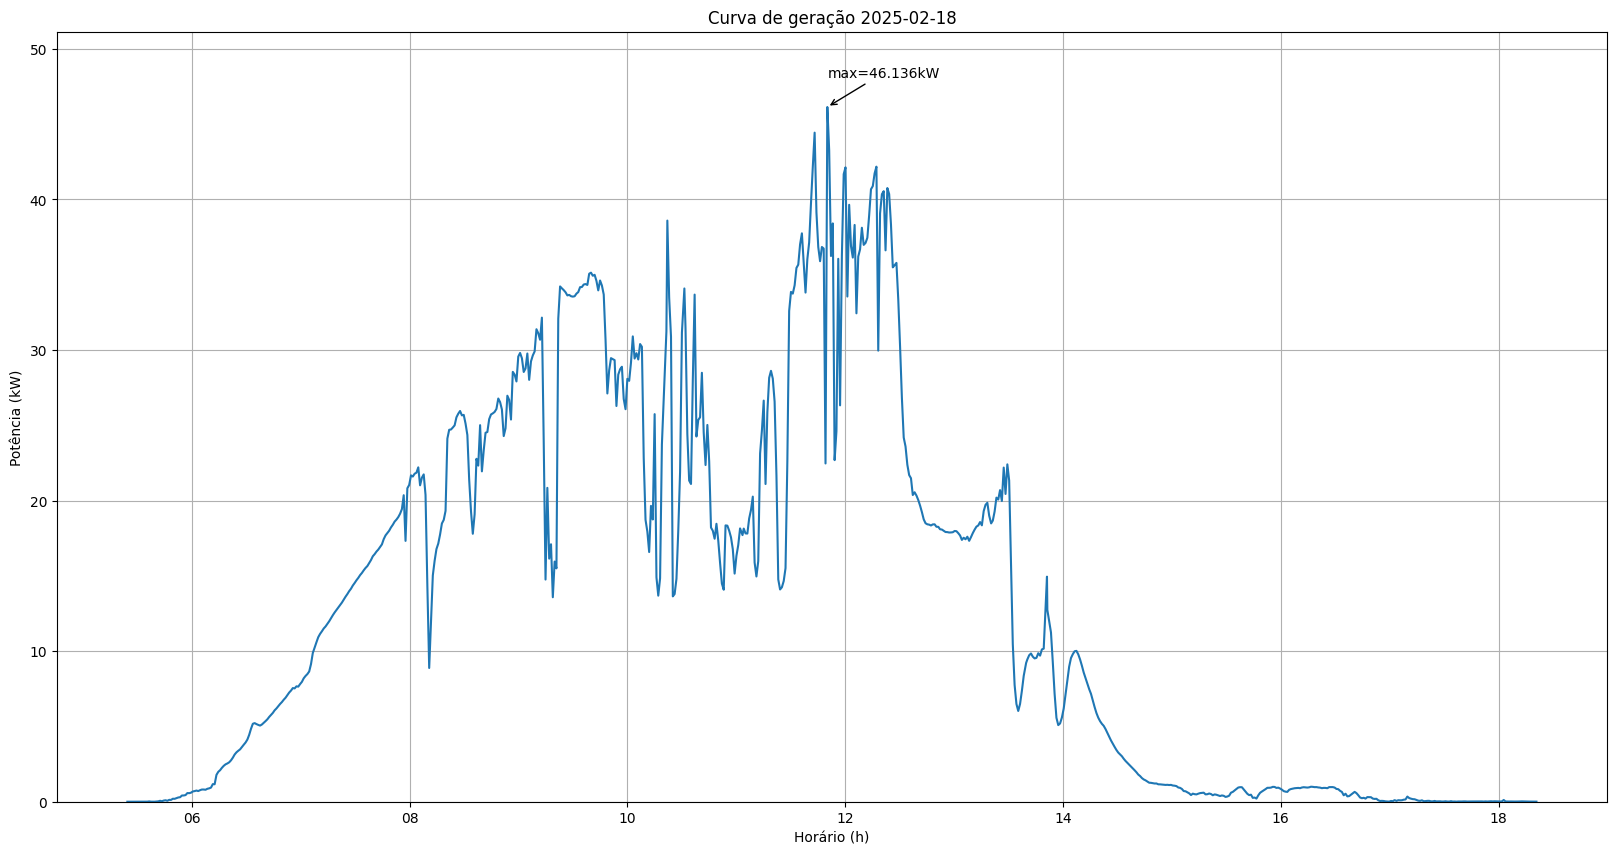 Curva de geração 2025-02-18
max=46.136kW
50
40
30
20
10
0
Potência (kW)
06 08 10 12 14 16 18
Horário (h)